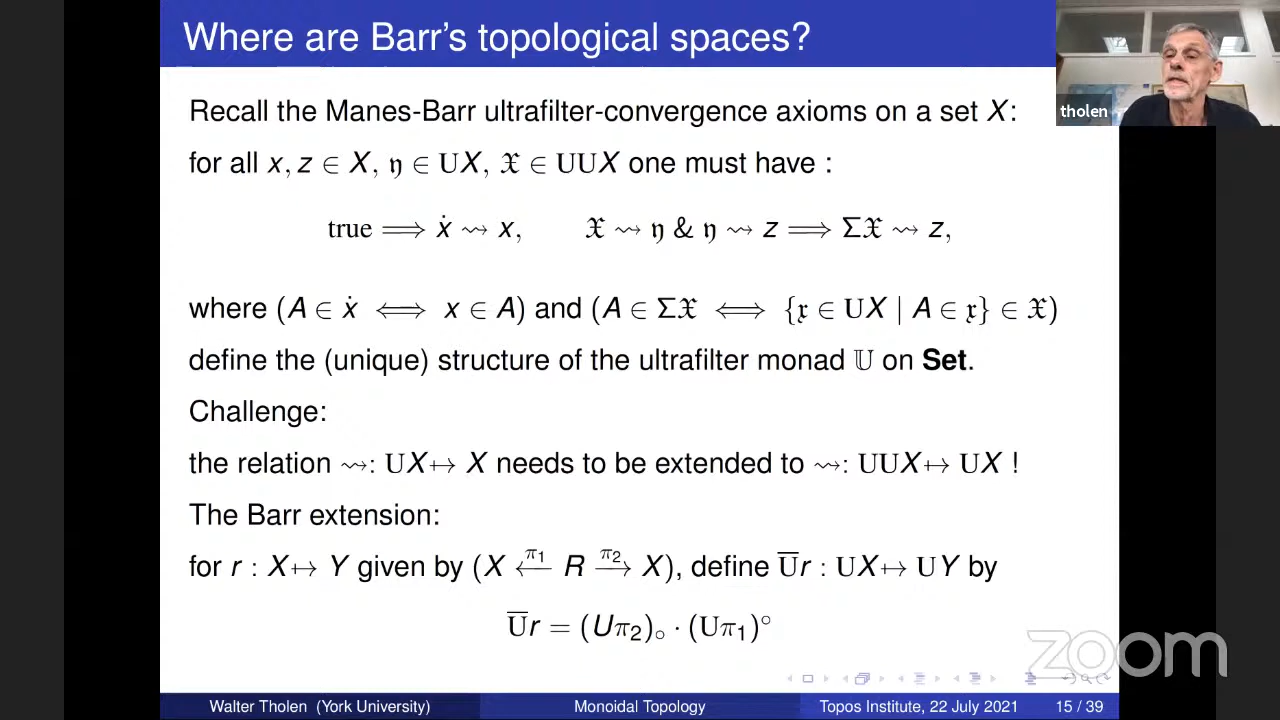 Where are Barr's topological spaces?
tholen
Recall the Manes-Barr ultrafilter-convergence axioms on a set X:
for all x, z ∈ X, 𝔶 ∈ UX, 𝔛 ∈ UUX one must have :
true ⟹ ẋ ⇝ x, 𝔛 ⇝ 𝔶 & 𝔶 ⇝ z ⟹ Σ𝔛 ⇝ z,
where (A ∈ ẋ ⟺ x ∈ A) and (A ∈ Σ𝔛 ⟺ {𝔵 ∈ UX | A ∈ 𝔵} ∈ 𝔛)
define the (unique) structure of the ultrafilter monad 𝕌 on Set.
Challenge:
the relation ⇝: UX ⇸ X needs to be extended to ⇝: UUX ⇸ UX !
The Barr extension:
for r : X ⇸ Y given by (X ←π₁ R →π₂ X), define U̅r : UX ⇸ UY by
U̅r = (Uπ₂)∘ · (Uπ₁)°
zoom
Walter Tholen (York University) Monoidal Topology Topos Institute, 22 July 2021 15 / 39